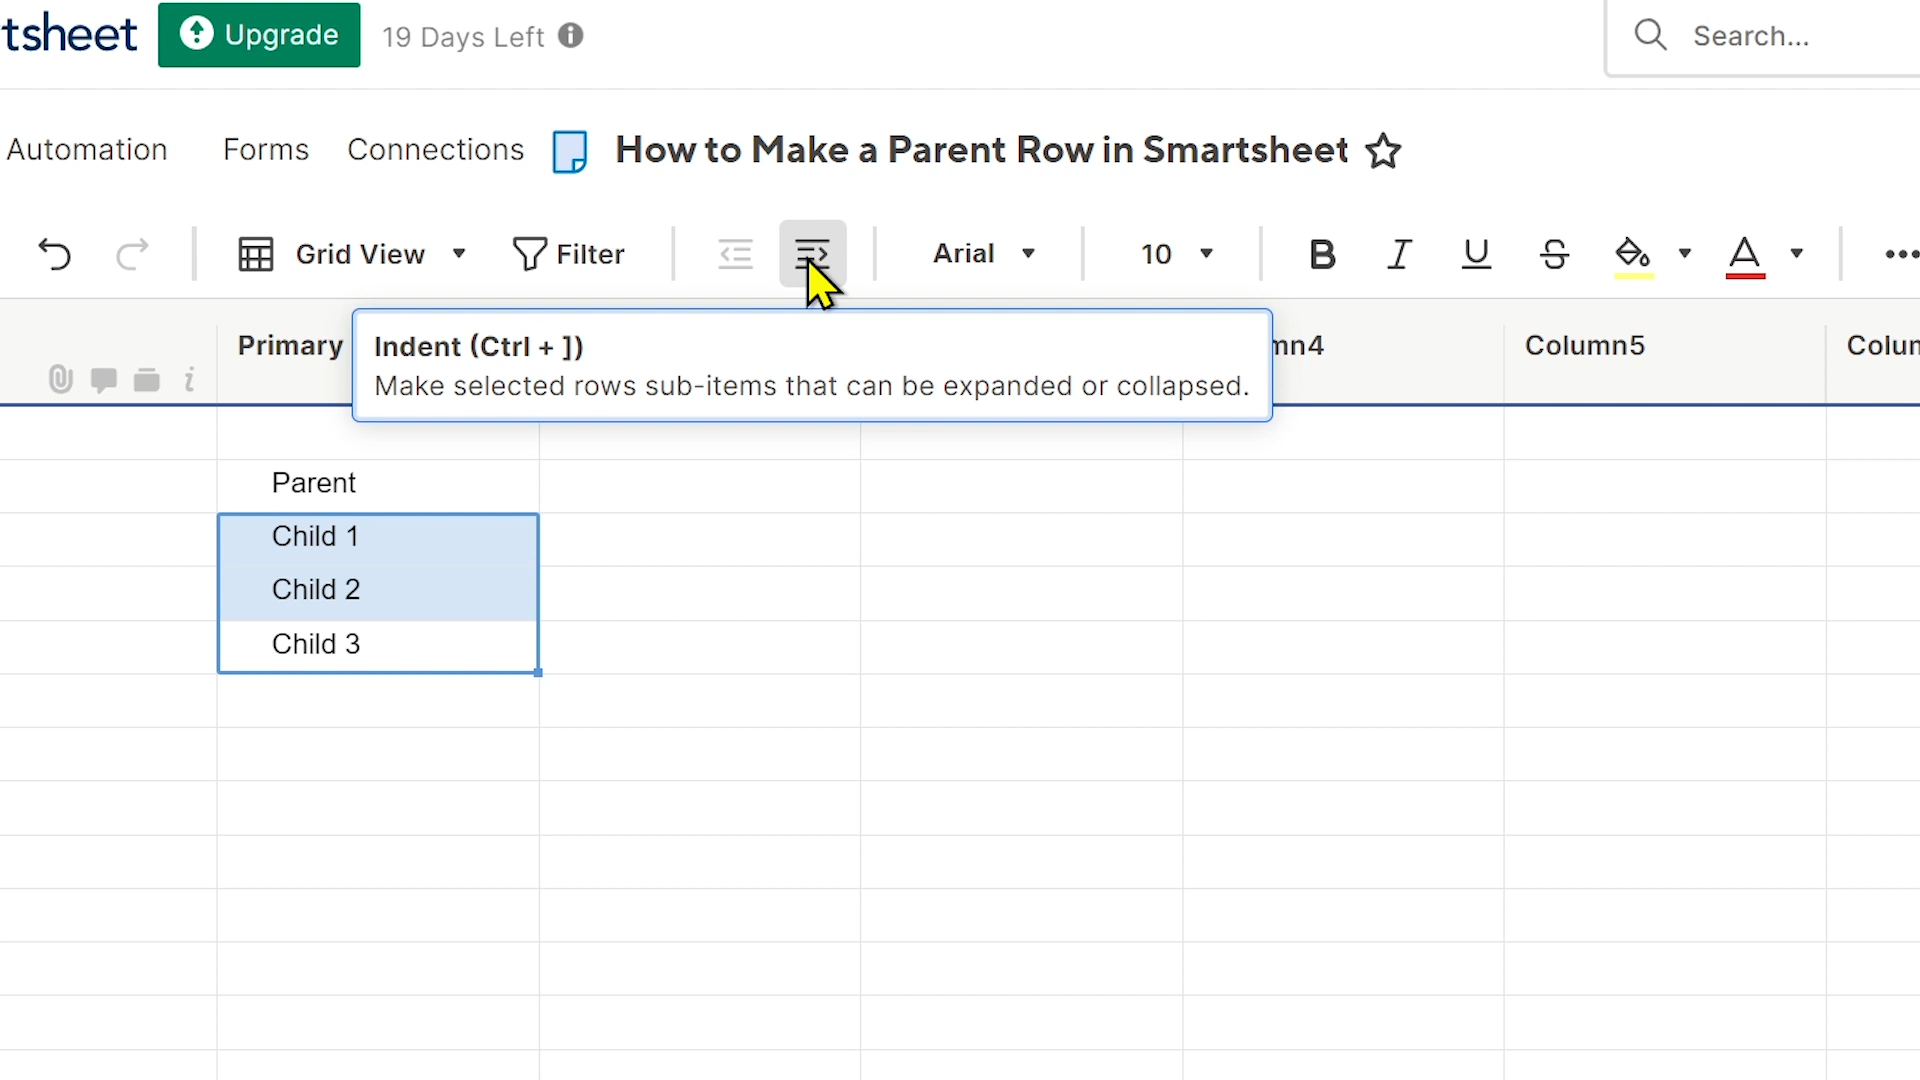 tsheet
Upgrade
19 Days Left
Search...
Automation
Forms
Connections
How to Make a Parent Row in Smartsheet
Grid View
Filter
Arial
10
B
I
U
S
A
Primary
mn4
Column5
Colum
Indent (Ctrl + ])
Make selected rows sub-items that can be expanded or collapsed.
Parent
Child 1
Child 2
Child 3